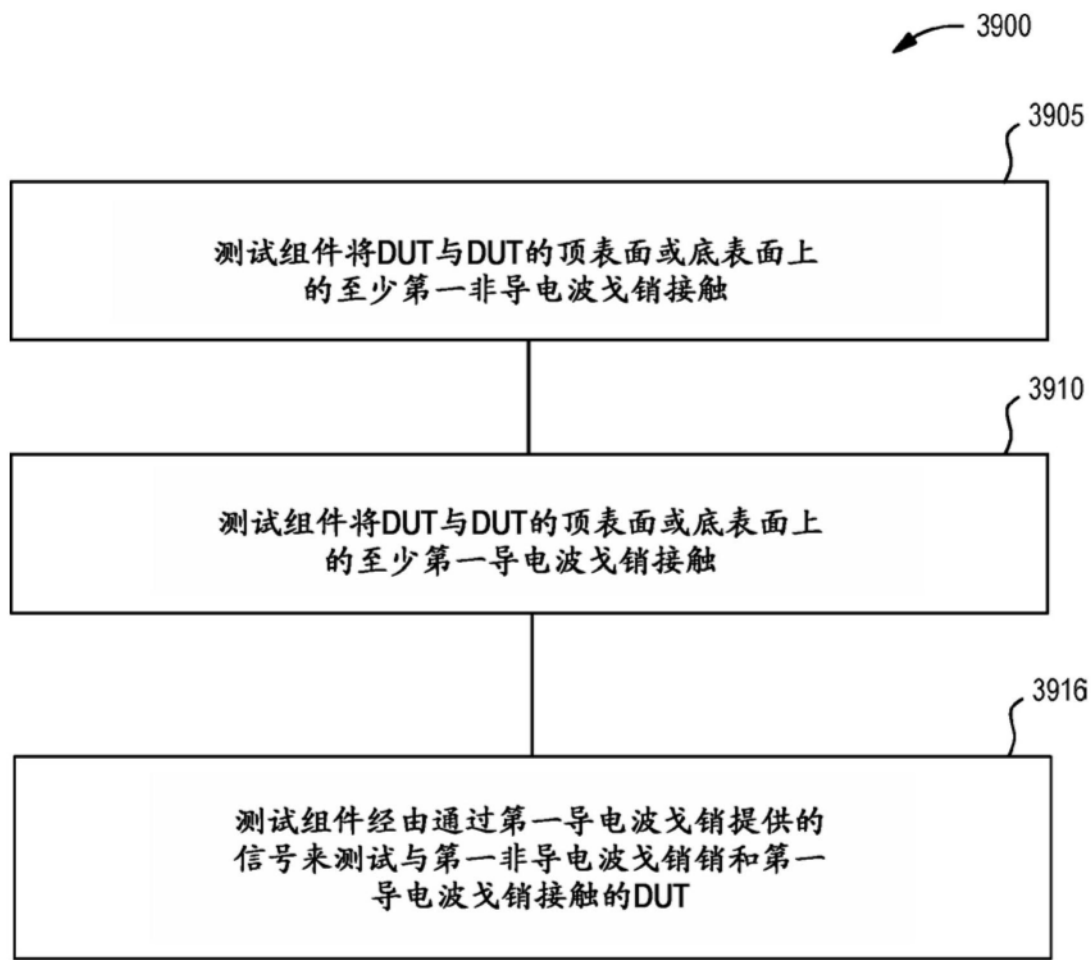 3900
3905
测试组件将DUT与DUT的顶表面或底表面上
的至少第一非导电波戈销接触
3910
测试组件将DUT与DUT的顶表面或底表面上
的至少第一导电波戈销接触
3916
测试组件经由通过第一导电波戈销提供的
信号来测试与第一非导电波戈销销和第一
导电波戈销接触的DUT